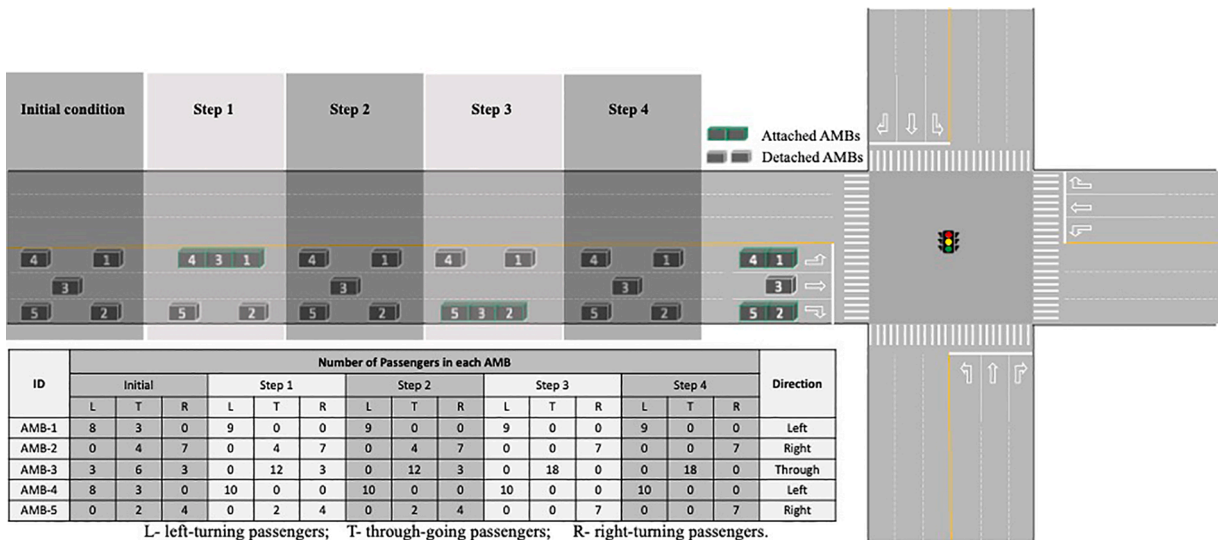 Initial condition Step 1 Step 2 Step 3 Step 4
Attached AMBs
Detached AMBs
4 1 4 3 1 4 1 4 1 4 1 4 1
3 3 3 3
5 2 5 2 5 2 5 3 2 5 2 5 2
ID Number of Passengers in each AMB Direction
Initial Step 1 Step 2 Step 3 Step 4
L T R L T R L T R L T R L T R
AMB-1 8 3 0 9 0 0 9 0 0 9 0 0 9 0 0 Left
AMB-2 0 4 7 0 4 7 0 4 7 0 0 7 0 0 7 Right
AMB-3 3 6 3 0 12 3 0 12 3 0 18 0 0 18 0 Through
AMB-4 8 3 0 10 0 0 10 0 0 10 0 0 10 0 0 Left
AMB-5 0 2 4 0 2 4 0 2 4 0 0 7 0 0 7 Right
L- left-turning passengers; T- through-going passengers; R- right-turning passengers.